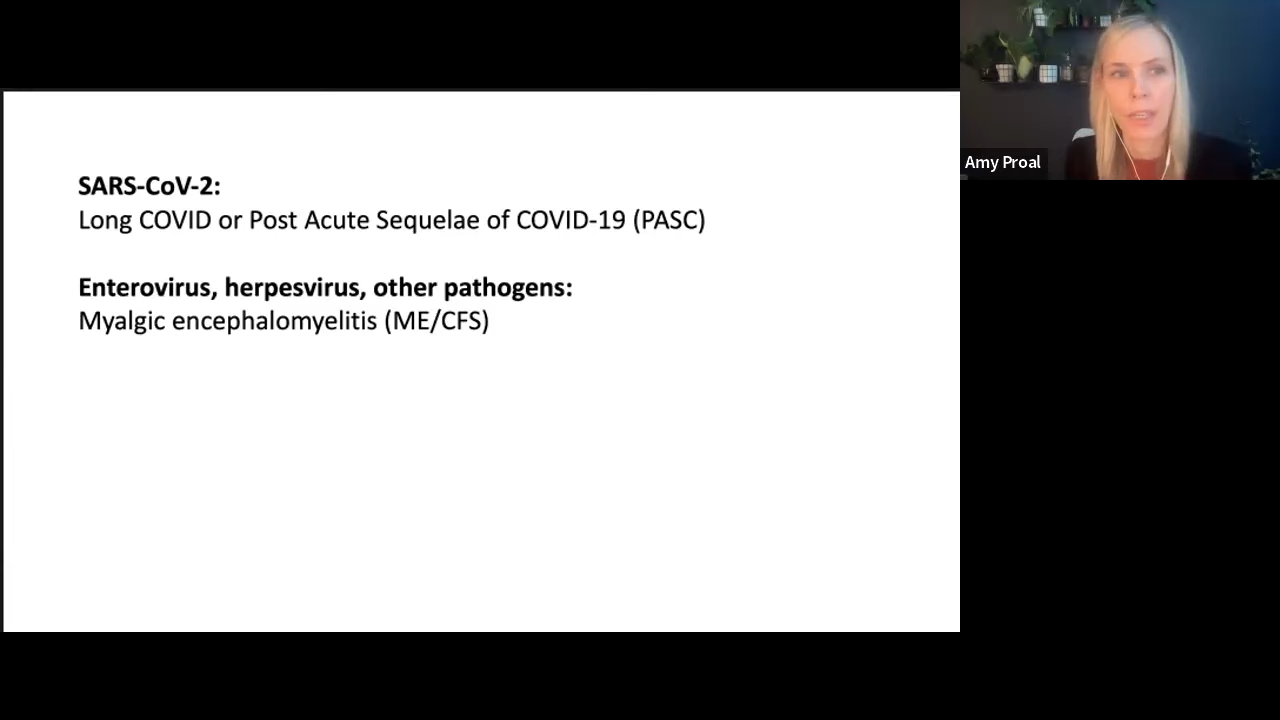 SARS-CoV-2:
Long COVID or Post Acute Sequelae of COVID-19 (PASC)
Enterovirus, herpesvirus, other pathogens:
Myalgic encephalomyelitis (ME/CFS)
Amy Proal